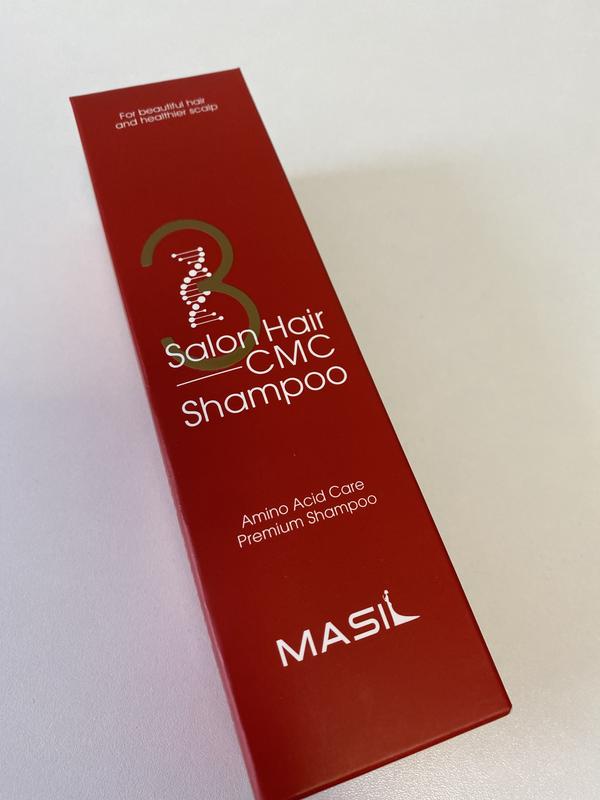 For beautiful hair
and healthier scalp
3
Salon Hair
CMC
Shampoo
Amino Acid Care
Premium Shampoo
MASIL